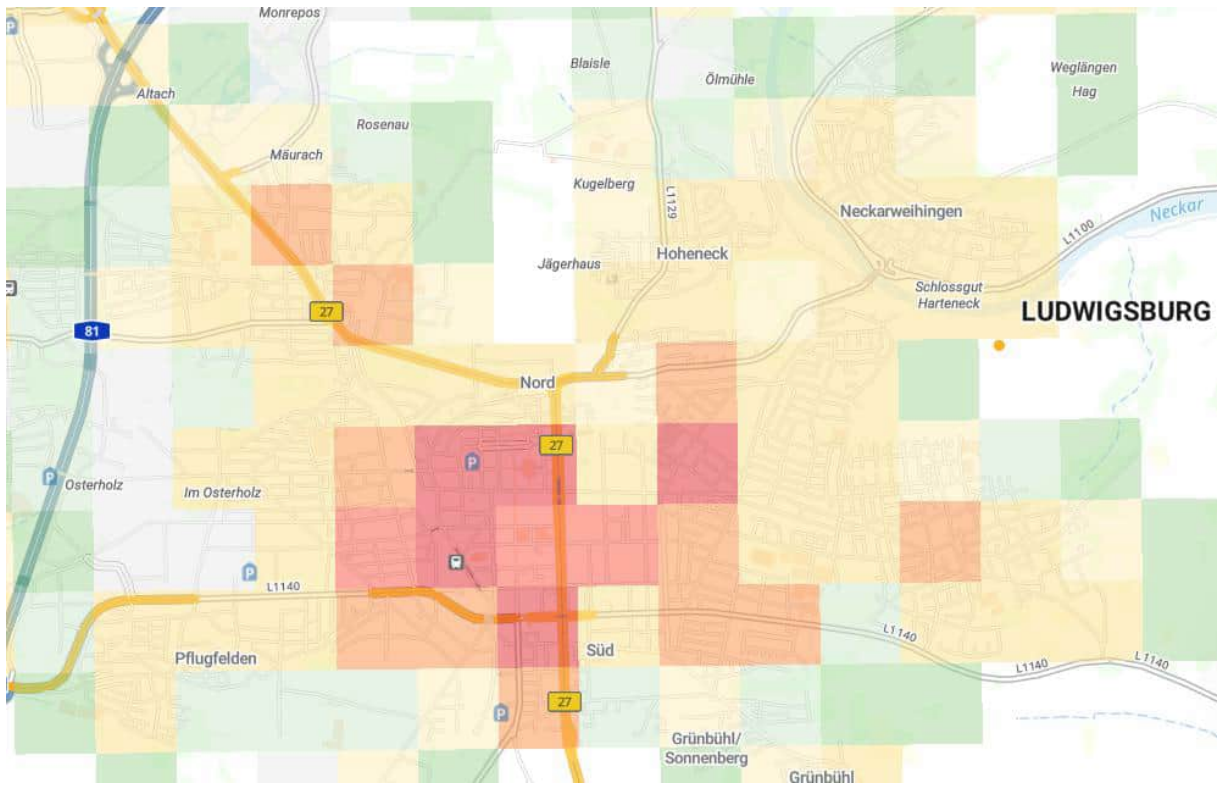 Monrepos
P
Blaisle
Ölmühle
Weglängen
Hag
Altach
Rosenau
Mäurach
Kugelberg
L1129
Neckarweihingen
Neckar
L1100
Hoheneck
Jägerhaus
Schlossgut
Harteneck
LUDWIGSBURG
27
81
Nord
27
P
P
Osterholz
Im Osterholz
P
L1140
L1140
Süd
Pflugfelden
L1140
L1140
27
P
Grünbühl/
Sonnenberg
Grünbühl